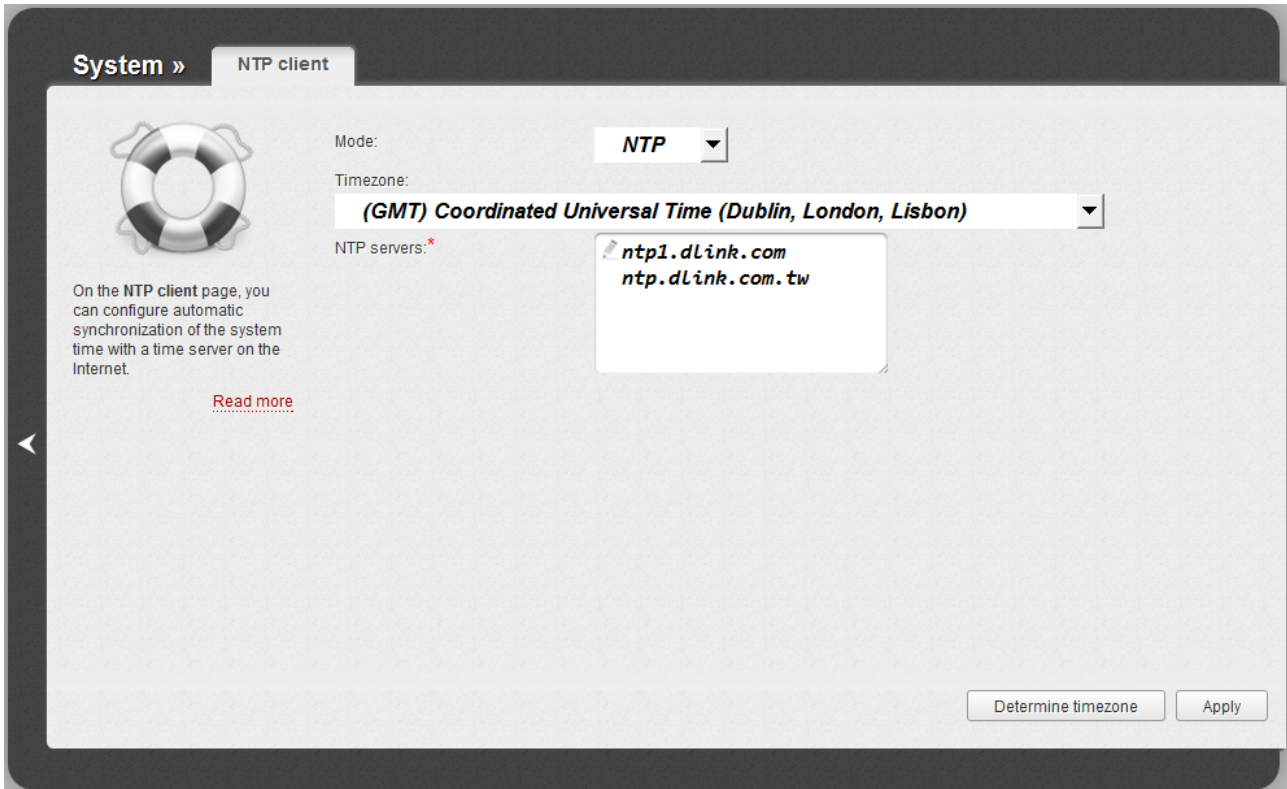 System »
NTP client
Mode:
NTP
Timezone:
(GMT) Coordinated Universal Time (Dublin, London, Lisbon)
NTP servers:*
ntp1.dlink.com
ntp.dlink.com.tw
On the NTP client page, you
can configure automatic
synchronization of the system
time with a time server on the
Internet.
Read more
Determine timezone
Apply